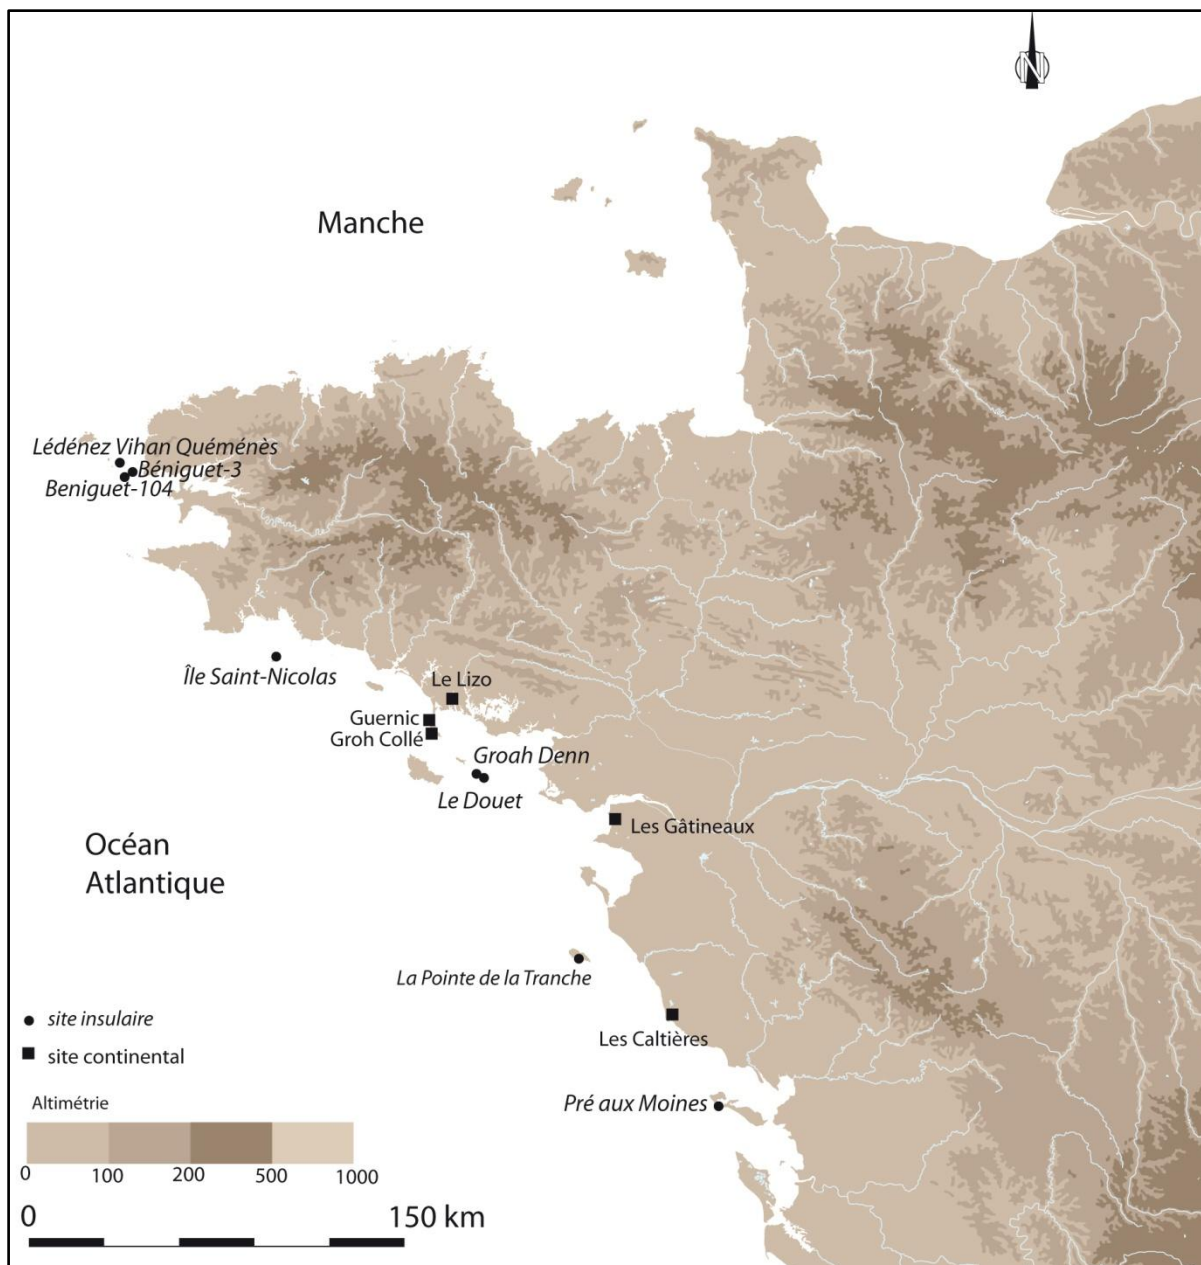 N
Manche
Lédénez Vihan Quéménès
Béniguet-3
Beniguet-104
Île Saint-Nicolas
Le Lizo
Guernic
Groh Collé
Groah Denn
Le Douet
Les Gâtineaux
Océan
Atlantique
La Pointe de la Tranche
site insulaire
Les Caltières
site continental
Altimétrie
Pré aux Moines
0 100 200 500 1000
0 150 km